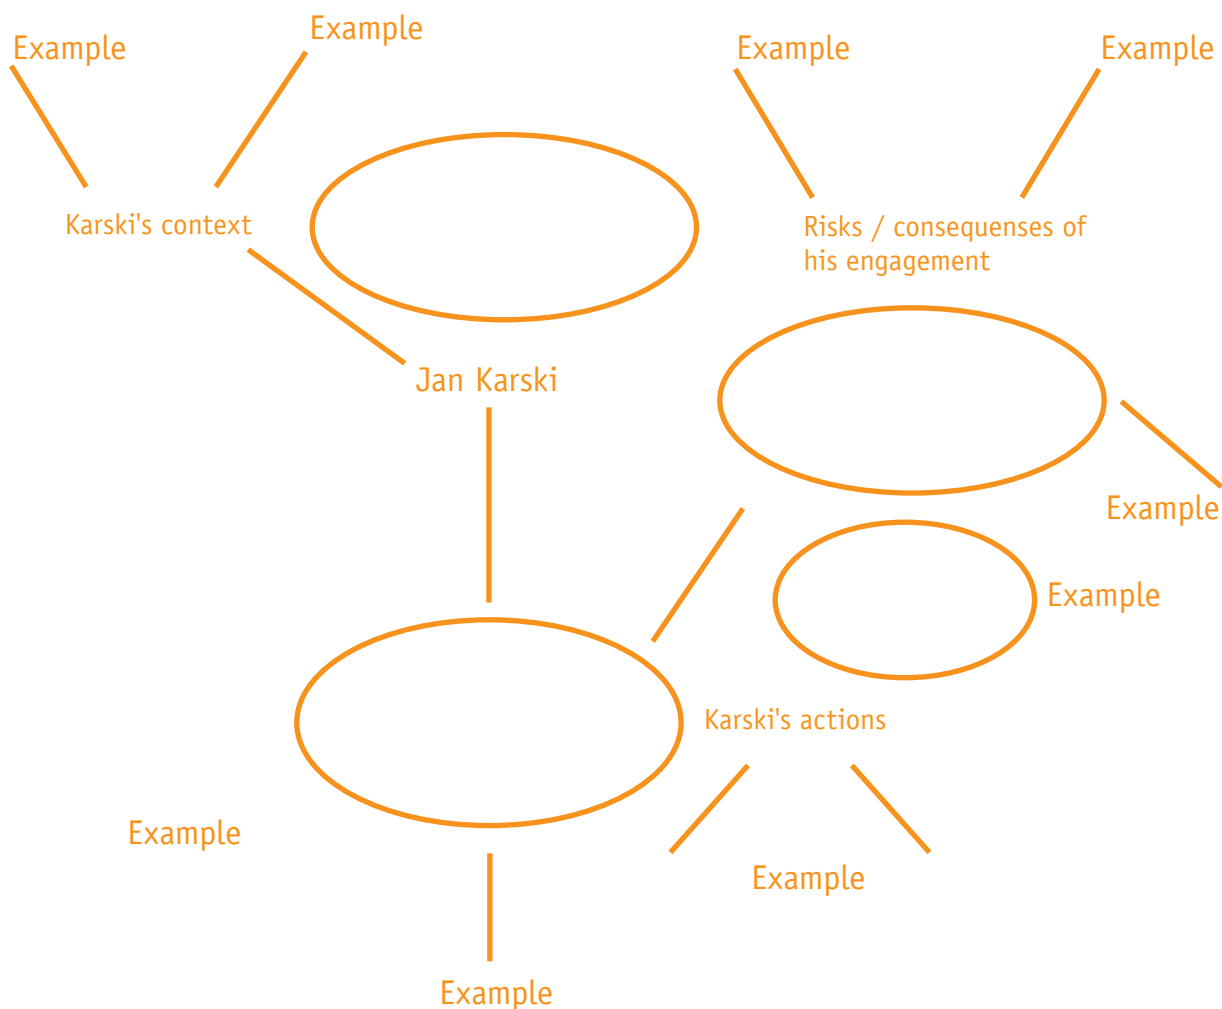 Example
Example
Example
Example
Karski's context
Risks / consequenses of
his engagement
Jan Karski
Example
Example
Karski's actions
Example
Example
Example